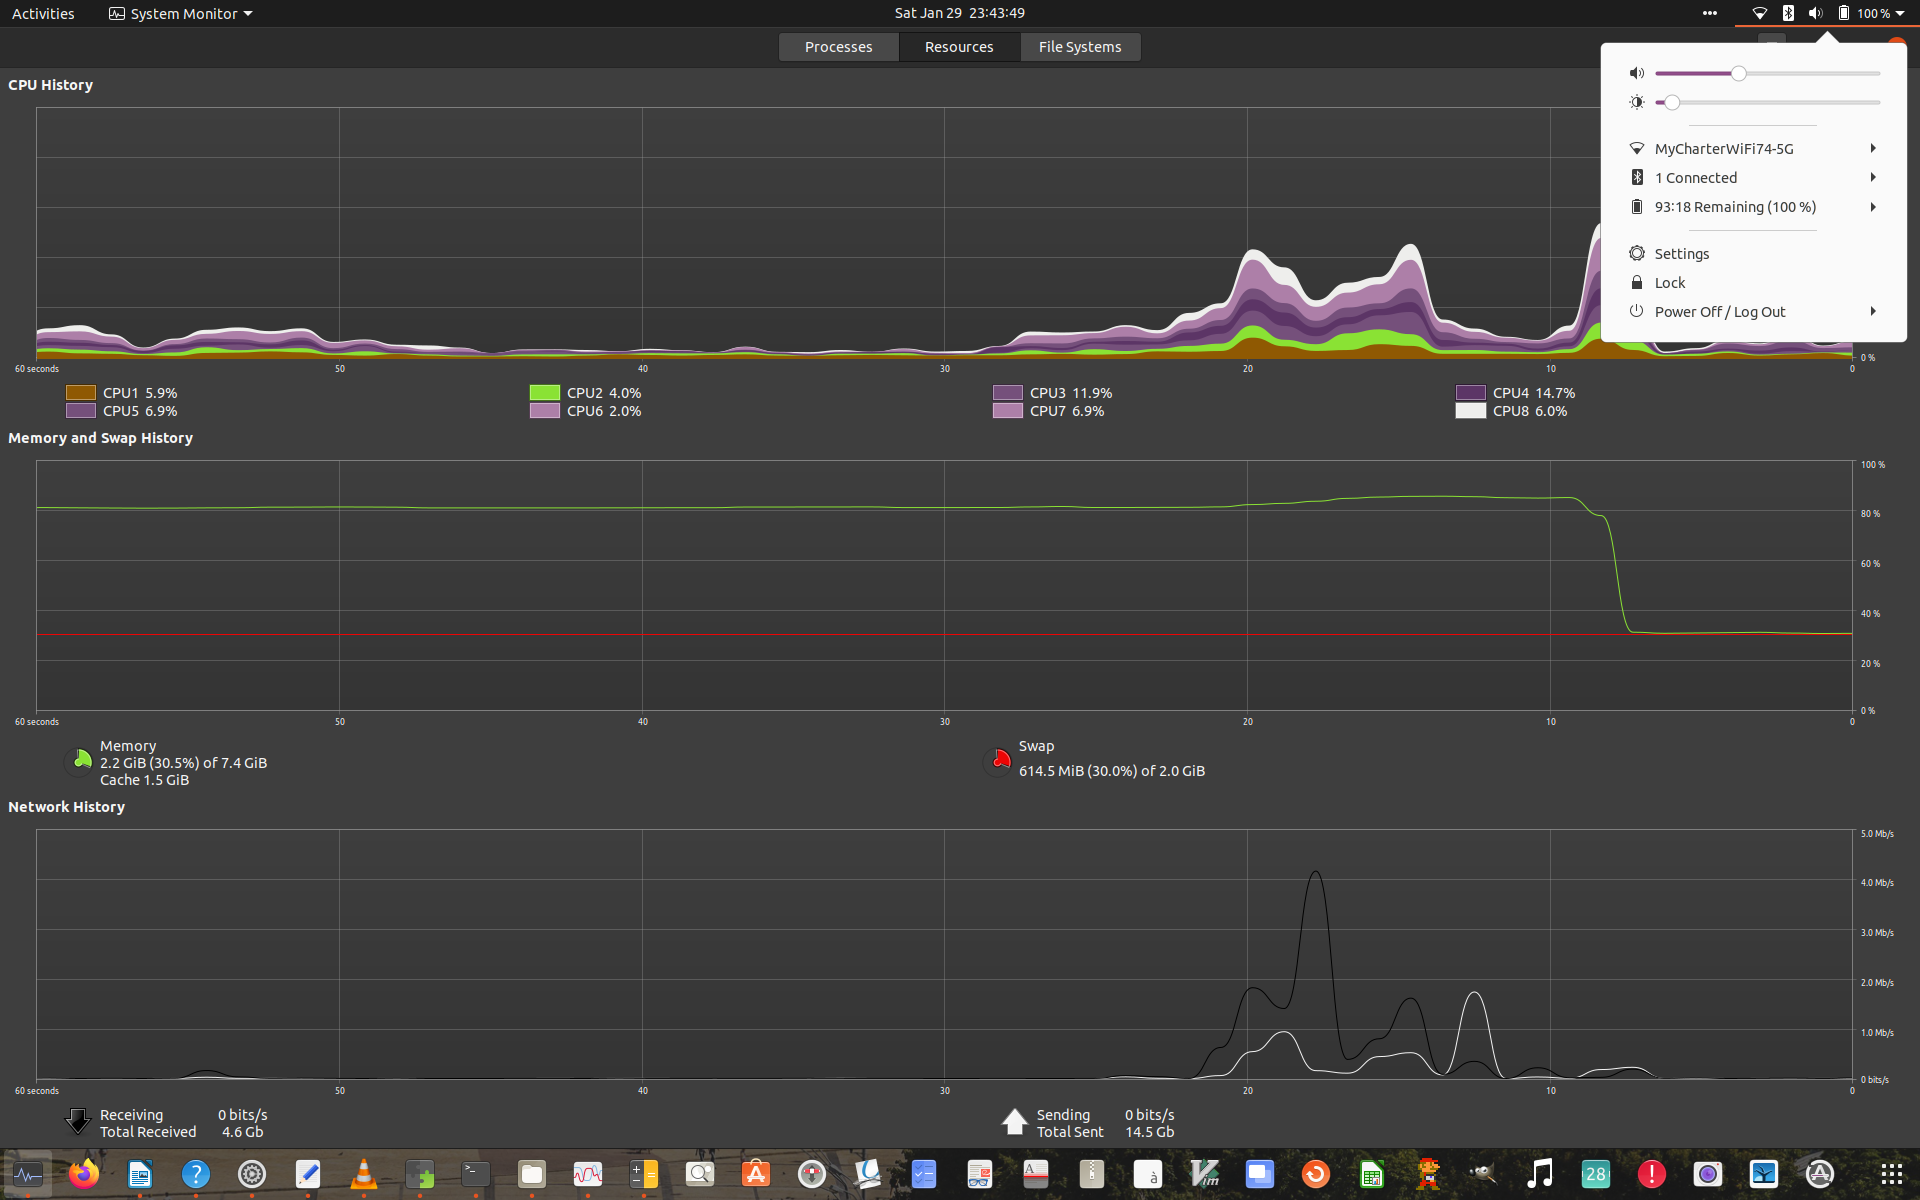 Activities System Monitor Sat Jan 29 23:43:49 100 %
Processes Resources File Systems
MyCharterWiFi74-5G
1 Connected
93:18 Remaining (100 %)
Settings
Lock
Power Off / Log Out
CPU History
0 %
60 seconds 50 40 30 20 10 0
CPU1 5.9% CPU2 4.0% CPU3 11.9% CPU4 14.7%
CPU5 6.9% CPU6 2.0% CPU7 6.9% CPU8 6.0%
Memory and Swap History
100 %
80 %
60 %
40 %
20 %
0 %
60 seconds 50 40 30 20 10 0
Memory
2.2 GiB (30.5%) of 7.4 GiB
Cache 1.5 GiB
Swap
614.5 MiB (30.0%) of 2.0 GiB
Network History
5.0 Mb/s
4.0 Mb/s
3.0 Mb/s
2.0 Mb/s
1.0 Mb/s
0 bits/s
60 seconds 50 40 30 20 10 0
Receiving 0 bits/s
Total Received 4.6 Gb
Sending 0 bits/s
Total Sent 14.5 Gb
? >_ A à Vim 28 !